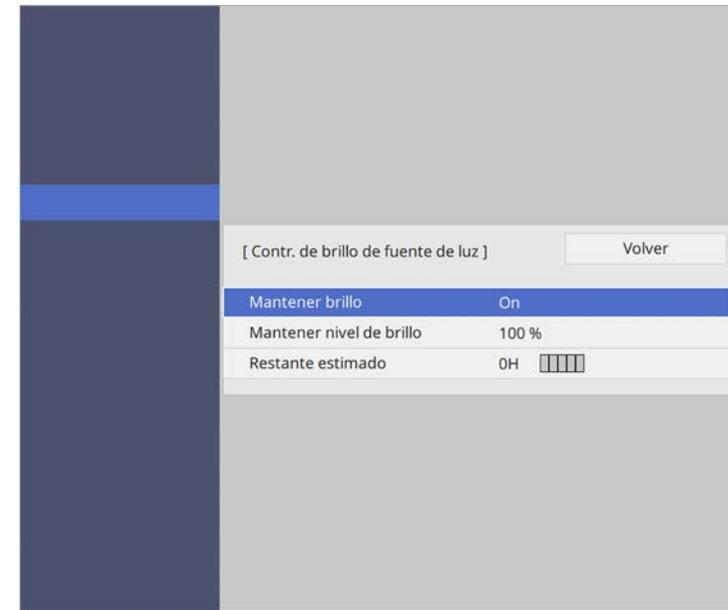 [ Contr. de brillo de fuente de luz ] Volver
Mantener brillo On
Mantener nivel de brillo 100 %
Restante estimado 0H